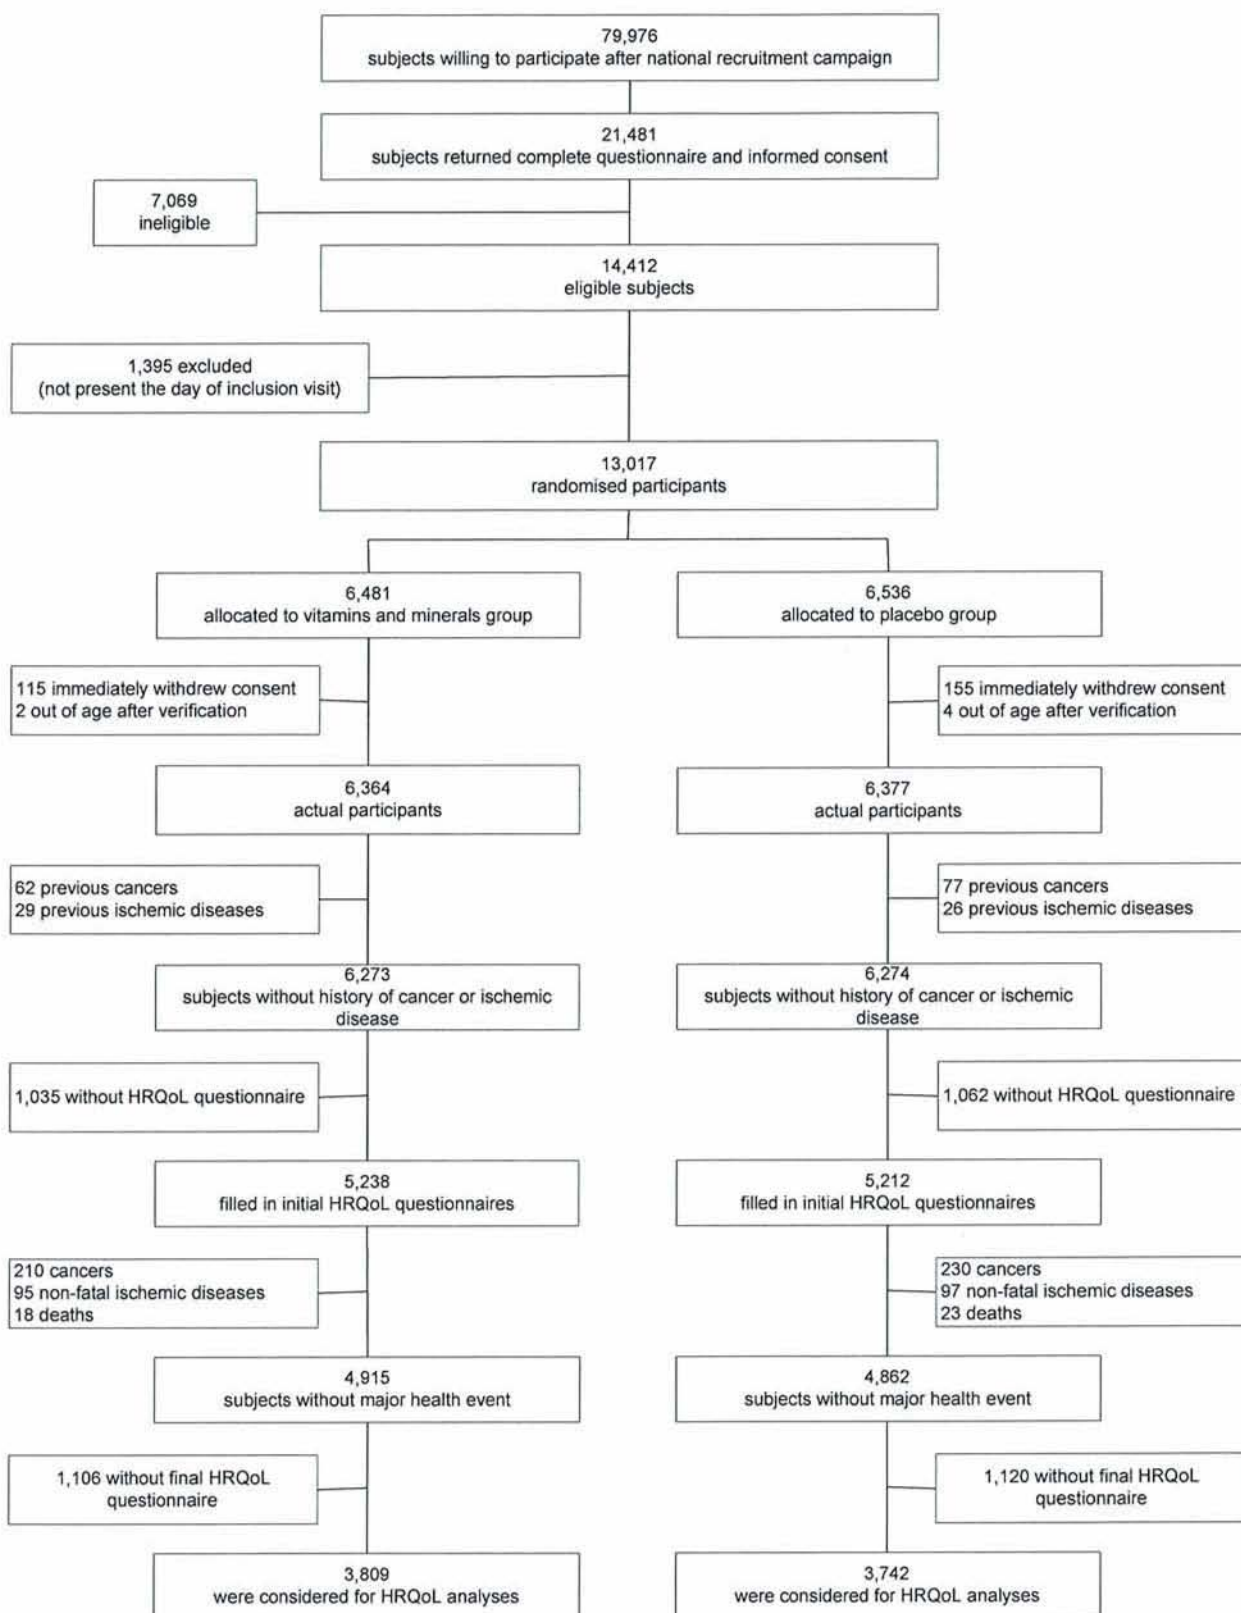 79,976
subjects willing to participate after national recruitment campaign
21,481
subjects returned complete questionnaire and informed consent
7,069
ineligible
14,412
eligible subjects
1,395 excluded
(not present the day of inclusion visit)
13,017
randomised participants
6,481
allocated to vitamins and minerals group
6,536
allocated to placebo group
115 immediately withdrew consent
2 out of age after verification
155 immediately withdrew consent
4 out of age after verification
6,364
actual participants
6,377
actual participants
62 previous cancers
29 previous ischemic diseases
77 previous cancers
26 previous ischemic diseases
6,273
subjects without history of cancer or ischemic
disease
6,274
subjects without history of cancer or ischemic
disease
1,035 without HRQoL questionnaire
1,062 without HRQoL questionnaire
5,238
filled in initial HRQoL questionnaires
5,212
filled in initial HRQoL questionnaires
210 cancers
95 non-fatal ischemic diseases
18 deaths
230 cancers
97 non-fatal ischemic diseases
23 deaths
4,915
subjects without major health event
4,862
subjects without major health event
1,106 without final HRQoL
questionnaire
1,120 without final HRQoL
questionnaire
3,809
were considered for HRQoL analyses
3,742
were considered for HRQoL analyses